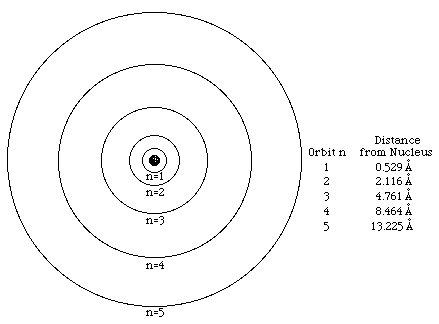 +
n=1
n=2
n=3
n=4
n=5
Distance
Orbit n from Nucleus
1 0.529 Å
2 2.116 Å
3 4.761 Å
4 8.464 Å
5 13.225 Å